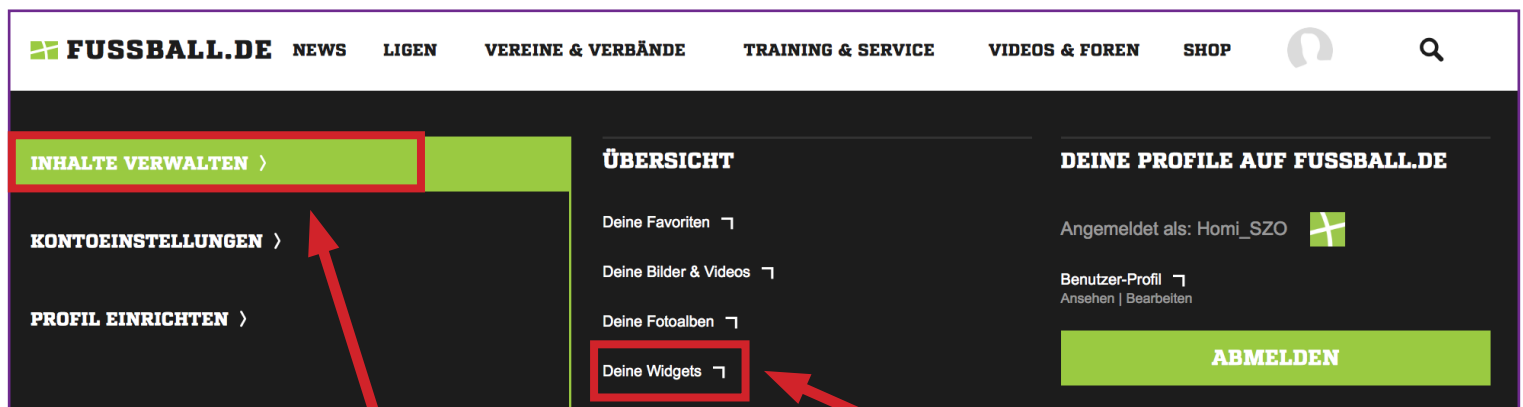 FUSSBALL.DE NEWS LIGEN VEREINE & VERBÄNDE TRAINING & SERVICE VIDEOS & FOREN SHOP
INHALTE VERWALTEN
KONTOEINSTELLUNGEN
PROFIL EINRICHTEN
ÜBERSICHT
Deine Favoriten
Deine Bilder & Videos
Deine Fotoalben
Deine Widgets
DEINE PROFILE AUF FUSSBALL.DE
Angemeldet als: Homi_SZO
Benutzer-Profil
Ansehen | Bearbeiten
ABMELDEN